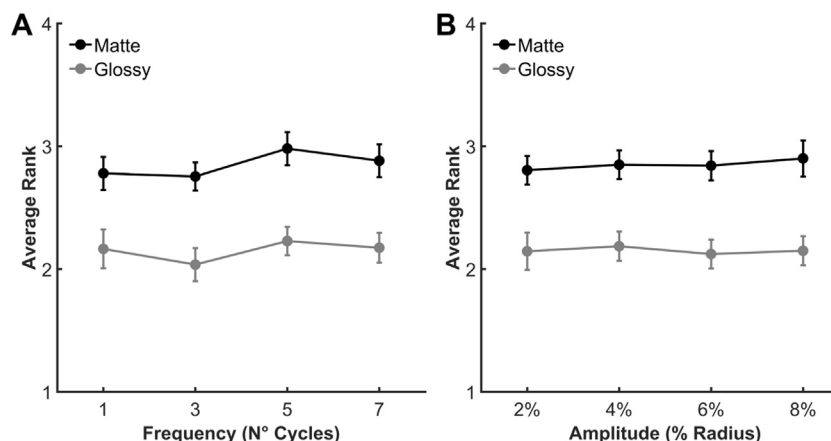 A
Matte
Glossy
4
3
2
1
Average Rank
1 3 5 7
Frequency (N° Cycles)
B
Matte
Glossy
4
3
2
1
Average Rank
2% 4% 6% 8%
Amplitude (% Radius)